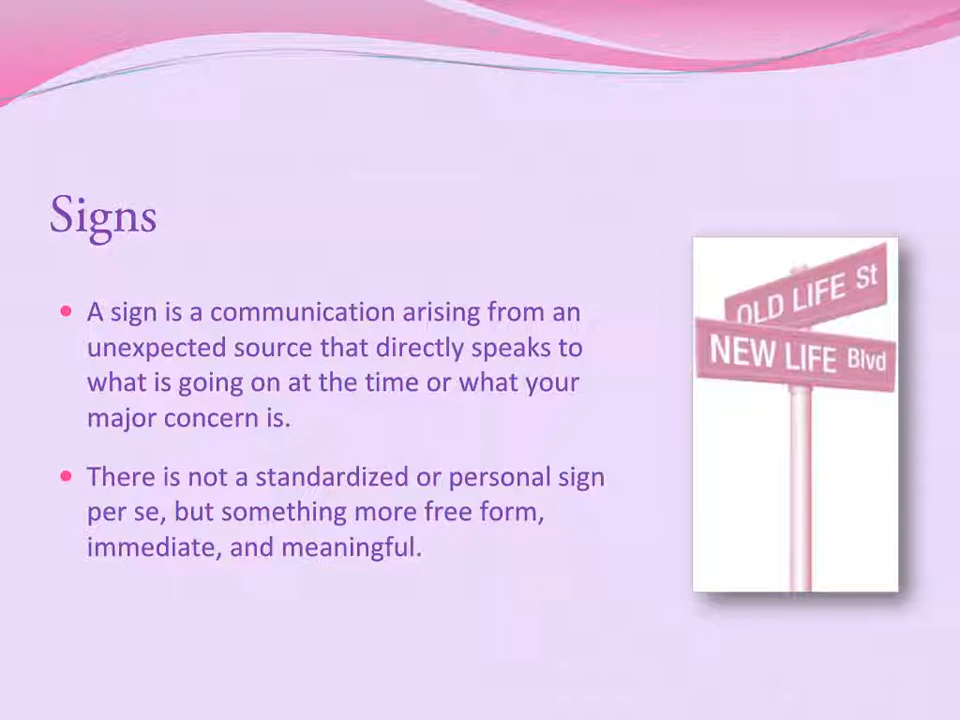 Signs
A sign is a communication arising from an
unexpected source that directly speaks to
what is going on at the time or what your
major concern is.
There is not a standardized or personal sign
per se, but something more free form,
immediate, and meaningful.
OLD LIFE St
NEW LIFE Blvd